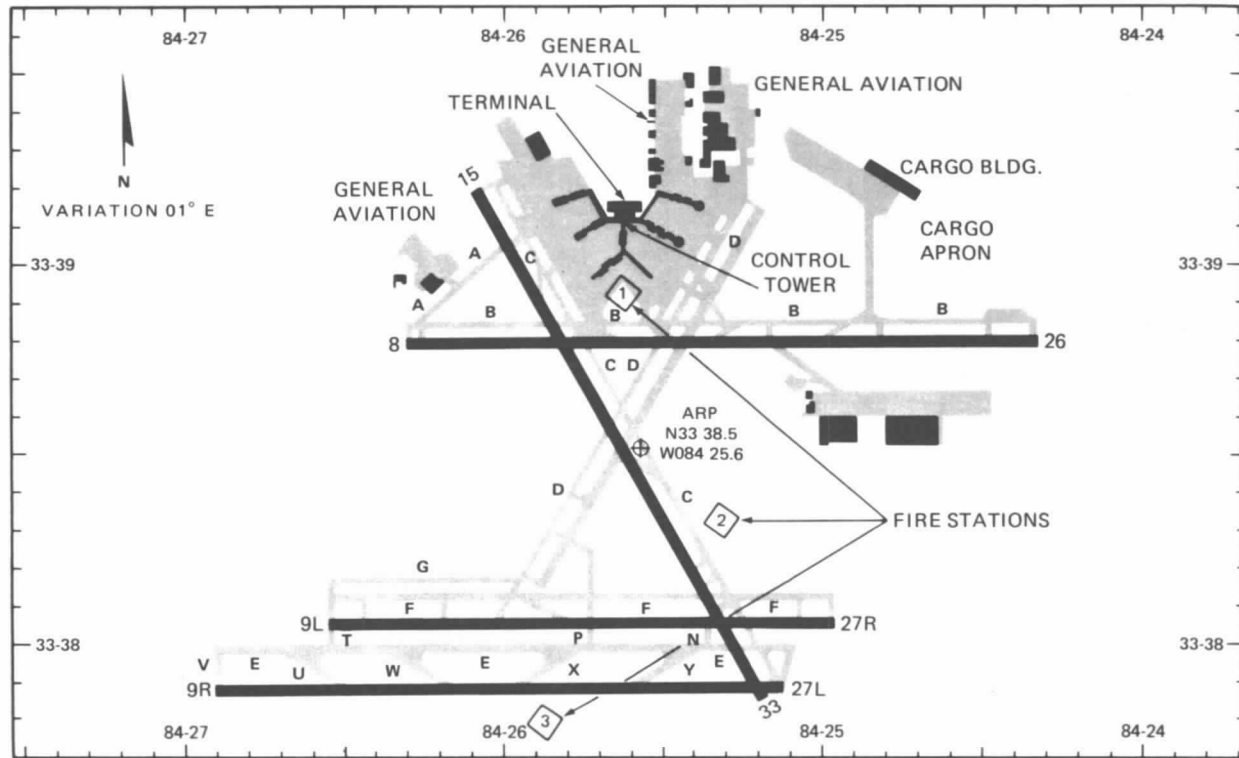 84-27
84-26
84-25
84-24
GENERAL
AVIATION
GENERAL AVIATION
TERMINAL
N
VARIATION 01° E
15
GENERAL
AVIATION
CARGO BLDG.
CARGO
APRON
D
CONTROL
TOWER
33-39
33-39
A
C
A
B
1
B
B
B
8
26
C
D
ARP
N33 38.5
W084 25.6
D
C
2
FIRE STATIONS
G
F
F
F
9L
27R
T
P
N
33-38
33-38
V
E
U
W
E
X
Y
E
9R
27L
33
3
84-27
84-26
84-25
84-24